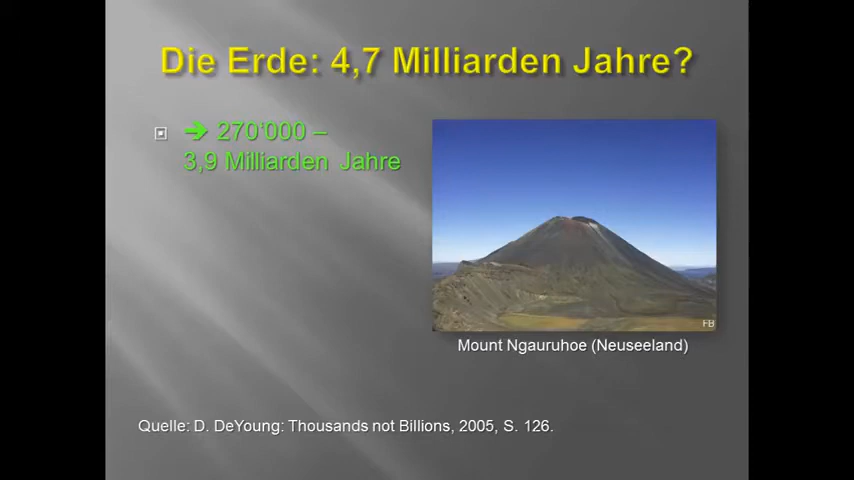 Die Erde: 4,7 Milliarden Jahre?
➔ 270'000 –
3,9 Milliarden Jahre
FB
Mount Ngauruhoe (Neuseeland)
Quelle: D. DeYoung: Thousands not Billions, 2005, S. 126.